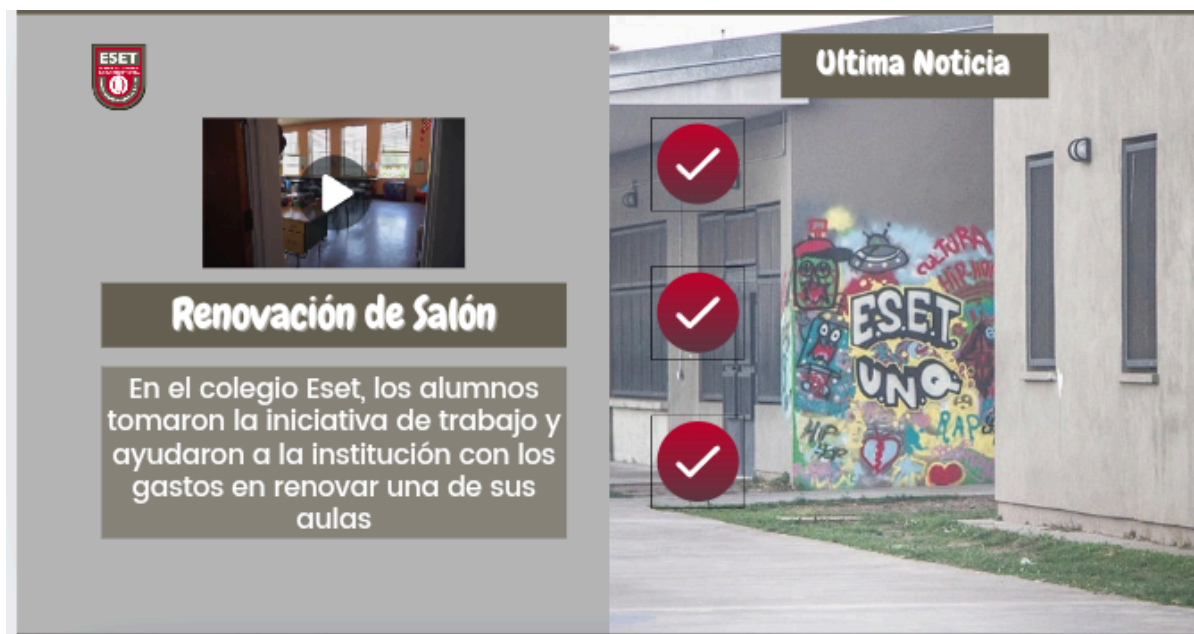 ESET
Ultima Noticia
Renovación de Salón
En el colegio Eset, los alumnos
tomaron la iniciativa de trabajo y
ayudaron a la institución con los
gastos en renovar una de sus
aulas
CULTURA
HIP-HOP
E.S.E.T.
U.N.Q
HIP
HOP
RAP